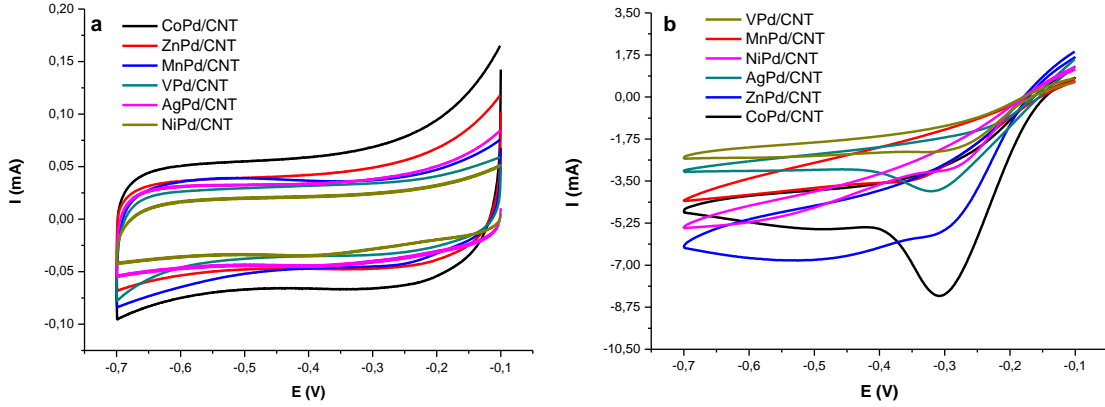 a
CoPd/CNT
ZnPd/CNT
MnPd/CNT
VPd/CNT
AgPd/CNT
NiPd/CNT
0,20
0,15
0,10
0,05
0,00
-0,05
-0,10
I (mA)
-0,7 -0,6 -0,5 -0,4 -0,3 -0,2 -0,1
E (V)
b
VPd/CNT
MnPd/CNT
NiPd/CNT
AgPd/CNT
ZnPd/CNT
CoPd/CNT
3,50
1,75
0,00
-1,75
-3,50
-5,25
-7,00
-8,75
-10,50
I (mA)
-0,7 -0,6 -0,5 -0,4 -0,3 -0,2 -0,1
E (V)